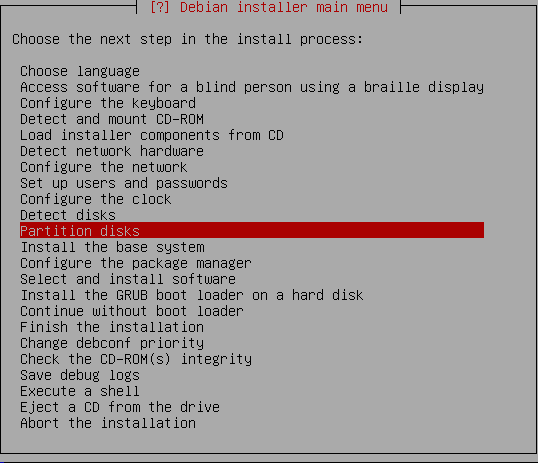 [?] Debian installer main menu
Choose the next step in the install process:
Choose language
Access software for a blind person using a braille display
Configure the keyboard
Detect and mount CD-ROM
Load installer components from CD
Detect network hardware
Configure the network
Set up users and passwords
Configure the clock
Detect disks
Partition disks
Install the base system
Configure the package manager
Select and install software
Install the GRUB boot loader on a hard disk
Continue without boot loader
Finish the installation
Change debconf priority
Check the CD-ROM(s) integrity
Save debug logs
Execute a shell
Eject a CD from the drive
Abort the installation